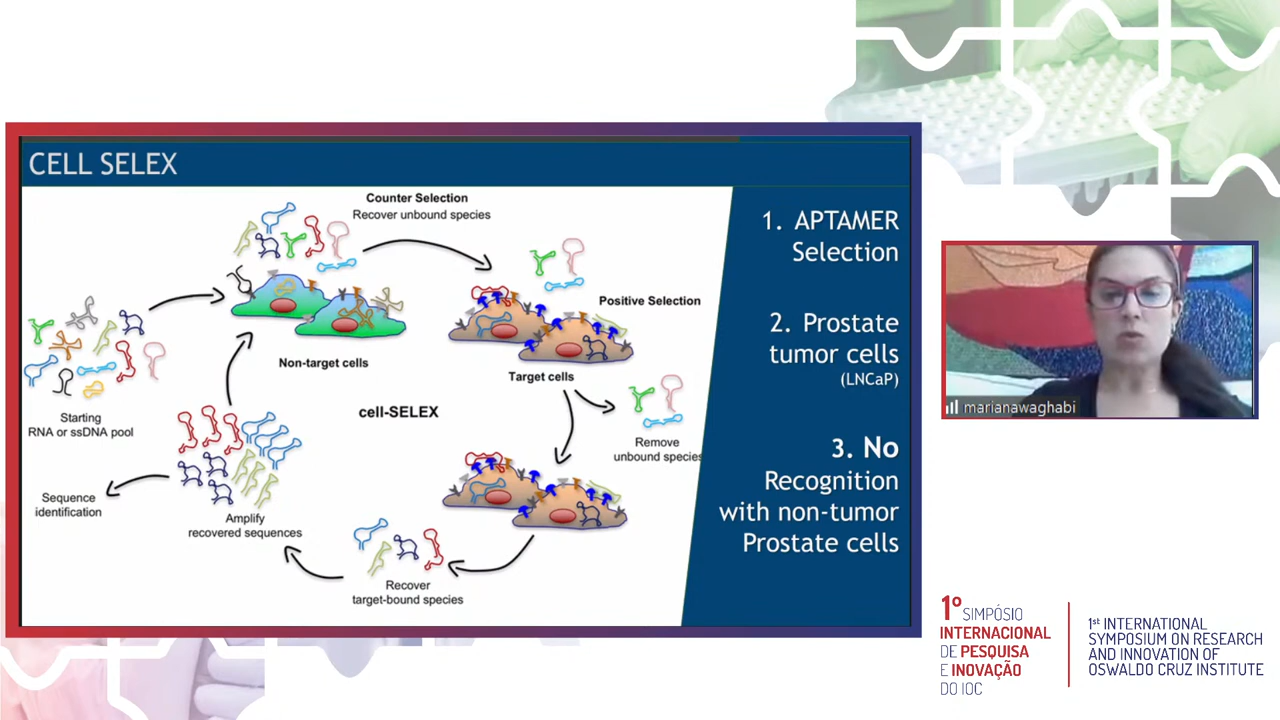 CELL SELEX
Counter Selection
Recover unbound species
Positive Selection
Non-target cells
Target cells
cell-SELEX
Starting
RNA or ssDNA pool
Remove
unbound species
Sequence
identification
Amplify
recovered sequences
Recover
target-bound species
1. APTAMER
Selection
2. Prostate
tumor cells
(LNCaP)
3. No
Recognition
with non-tumor
Prostate cells
marianawaghabi
1º SIMPÓSIO
INTERNACIONAL
DE PESQUISA
E INOVAÇÃO
DO IOC
1st INTERNATIONAL
SYMPOSIUM ON RESEARCH
AND INNOVATION OF
OSWALDO CRUZ INSTITUTE